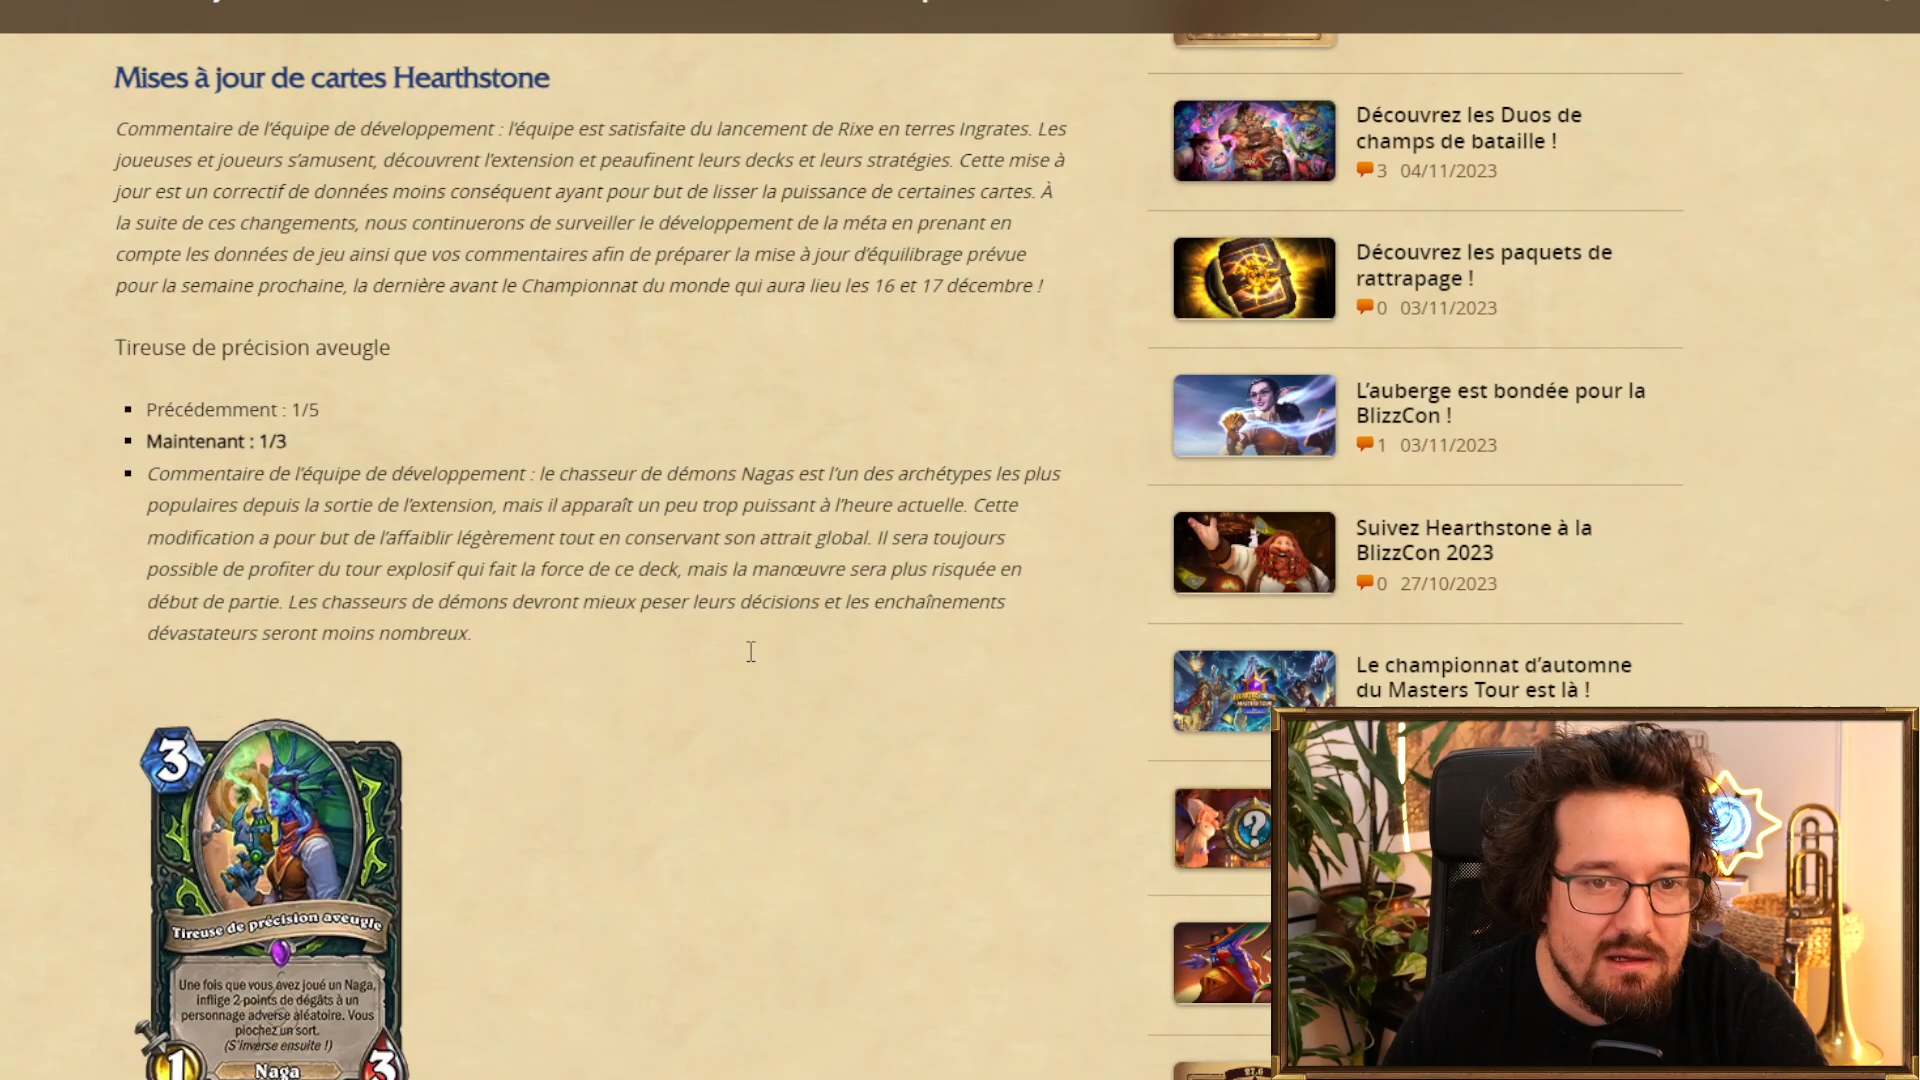 Mises à jour de cartes Hearthstone
Commentaire de l'équipe de développement : l'équipe est satisfaite du lancement de Rixe en terres Ingrates. Les
joueuses et joueurs s'amusent, découvrent l'extension et peaufinent leurs decks et leurs stratégies. Cette mise à
jour est un correctif de données moins conséquent ayant pour but de lisser la puissance de certaines cartes. À
la suite de ces changements, nous continuerons de surveiller le développement de la méta en prenant en
compte les données de jeu ainsi que vos commentaires afin de préparer la mise à jour d'équilibrage prévue
pour la semaine prochaine, la dernière avant le Championnat du monde qui aura lieu les 16 et 17 décembre !
Tireuse de précision aveugle
Précédemment : 1/5
Maintenant : 1/3
Commentaire de l'équipe de développement : le chasseur de démons Nagas est l'un des archétypes les plus
populaires depuis la sortie de l'extension, mais il apparaît un peu trop puissant à l'heure actuelle. Cette
modification a pour but de l'affaiblir légèrement tout en conservant son attrait global. Il sera toujours
possible de profiter du tour explosif qui fait la force de ce deck, mais la manœuvre sera plus risquée en
début de partie. Les chasseurs de démons devront mieux peser leurs décisions et les enchaînements
dévastateurs seront moins nombreux.
3
Tireuse de précision aveugle
Une fois que vous avez joué un Naga,
inflige 2 points de dégâts à un
personnage adverse aléatoire. Vous
piochez un sort.
(S'inverse ensuite !)
1
Naga
3
Découvrez les Duos de
champs de bataille !
3 04/11/2023
Découvrez les paquets de
rattrapage !
0 03/11/2023
L'auberge est bondée pour la
BlizzCon !
1 03/11/2023
Suivez Hearthstone à la
BlizzCon 2023
0 27/10/2023
Le championnat d'automne
du Masters Tour est là !
?
27.6